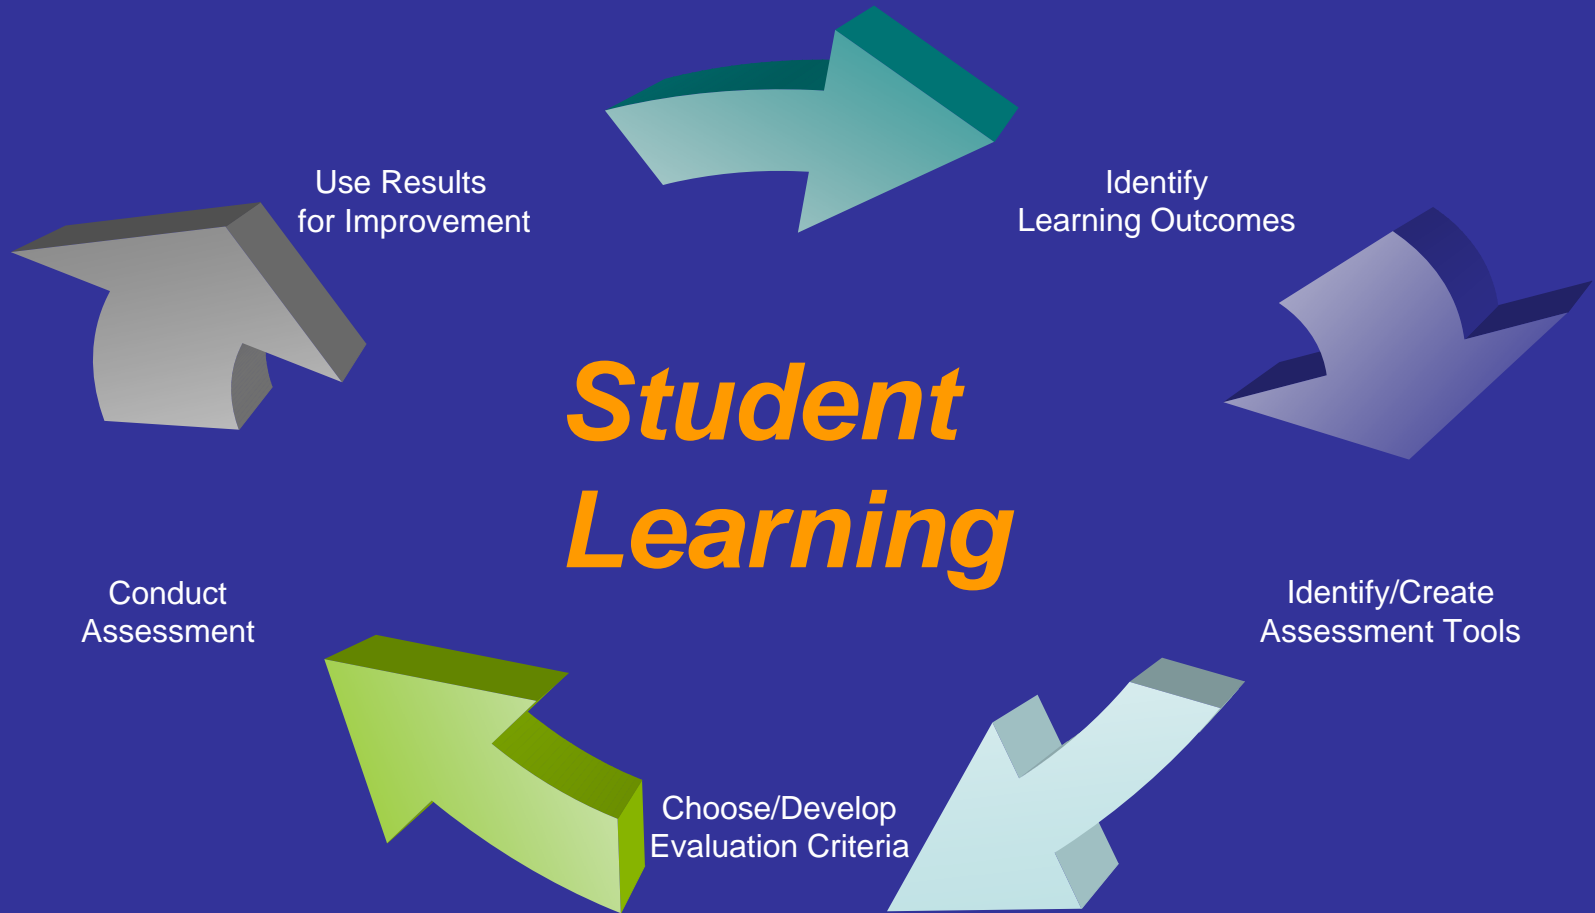 Use Results
for Improvement
Identify
Learning Outcomes
Student
Learning
Conduct
Assessment
Identify/Create
Assessment Tools
Choose/Develop
Evaluation Criteria